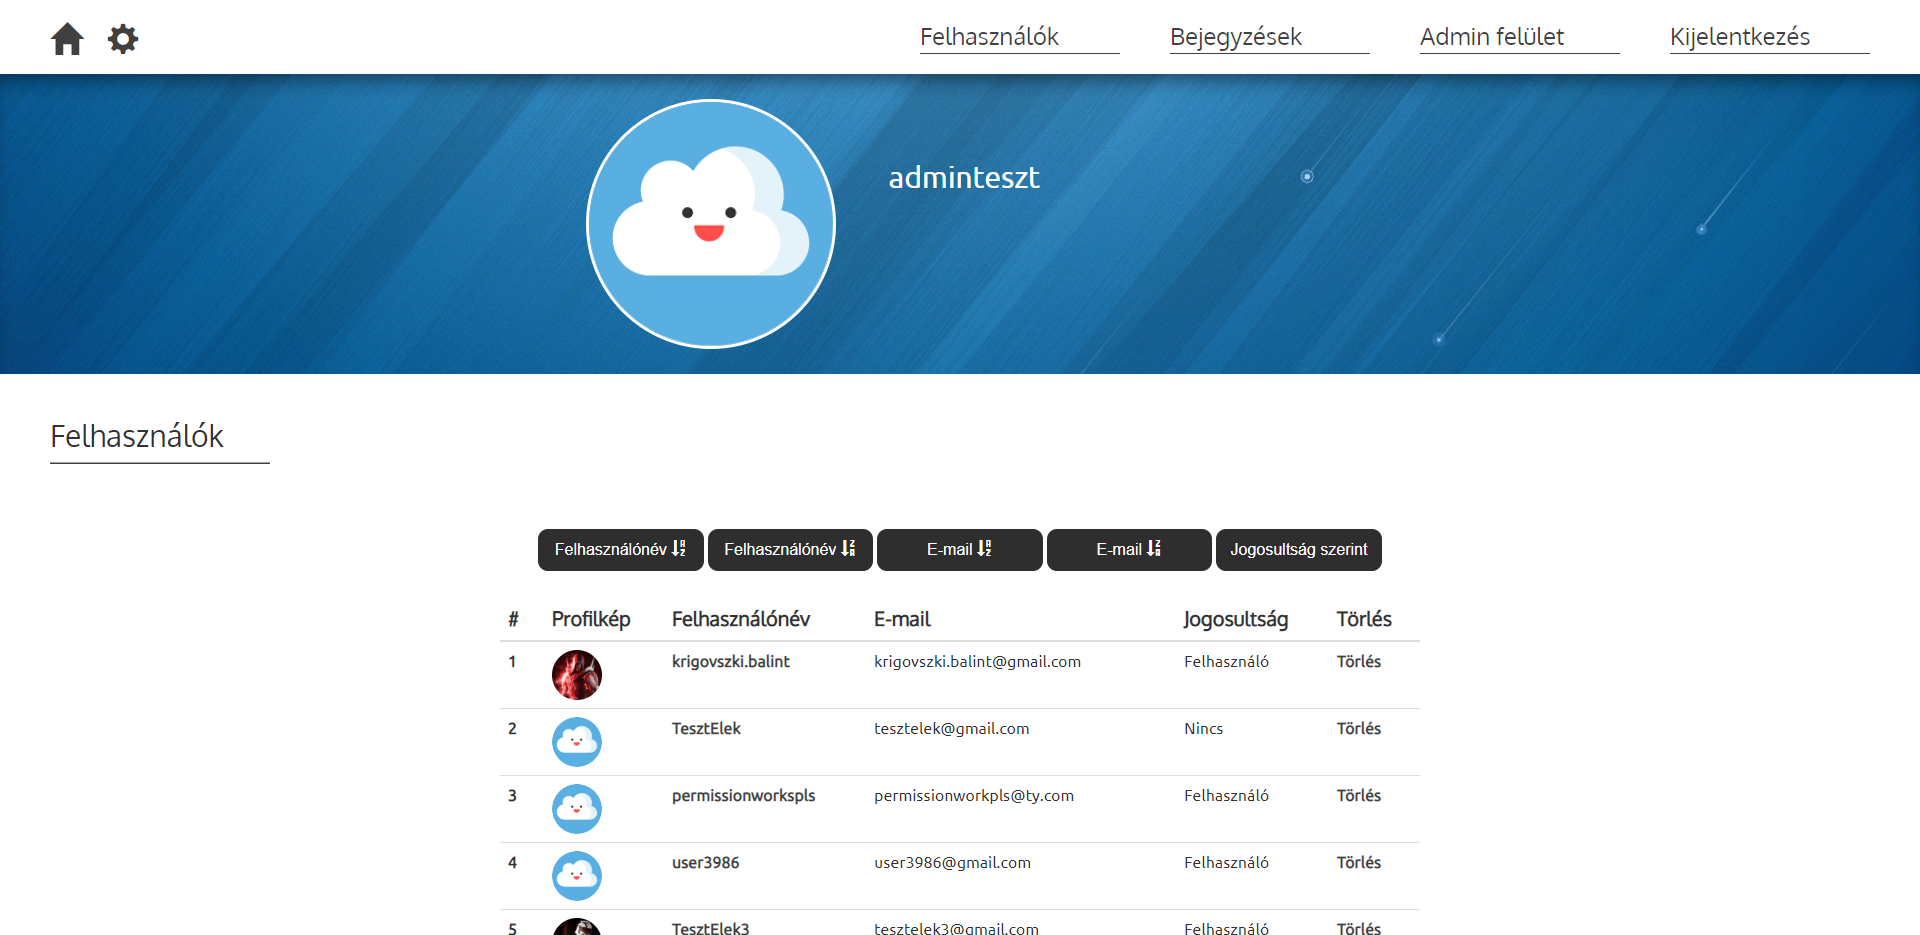 Felhasználók Bejegyzések Admin felület Kijelentkezés
adminteszt
Felhasználók
Felhasználónév Felhasználónév E-mail E-mail Jogosultság szerint
# Profilkép Felhasználónév E-mail Jogosultság Törlés
1 krigovszki.balint krigovszki.balint@gmail.com Felhasználó Törlés
2 TesztElek tesztelek@gmail.com Nincs Törlés
3 permissionworkspls permissionworkpls@ty.com Felhasználó Törlés
4 user3986 user3986@gmail.com Felhasználó Törlés
5 TesztElek3 tesztelek3@gmail.com Felhasználó Törlés